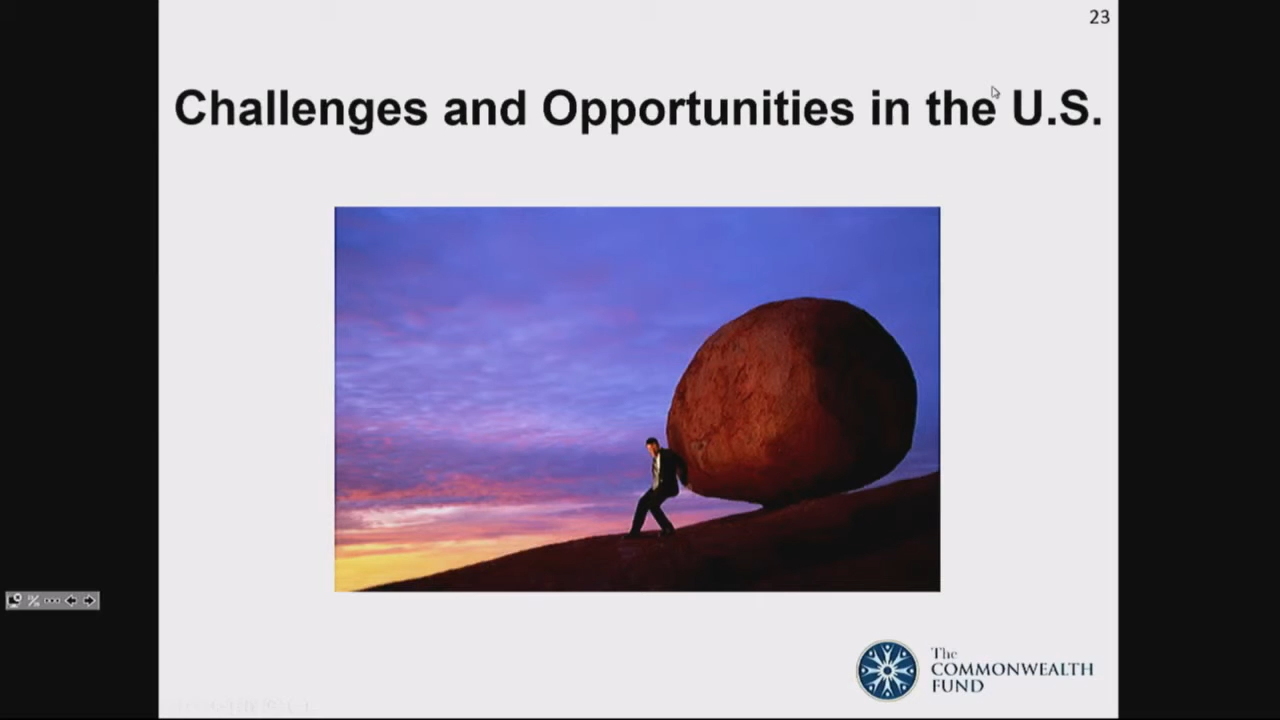 23
Challenges and Opportunities in the U.S.
The
COMMONWEALTH
FUND